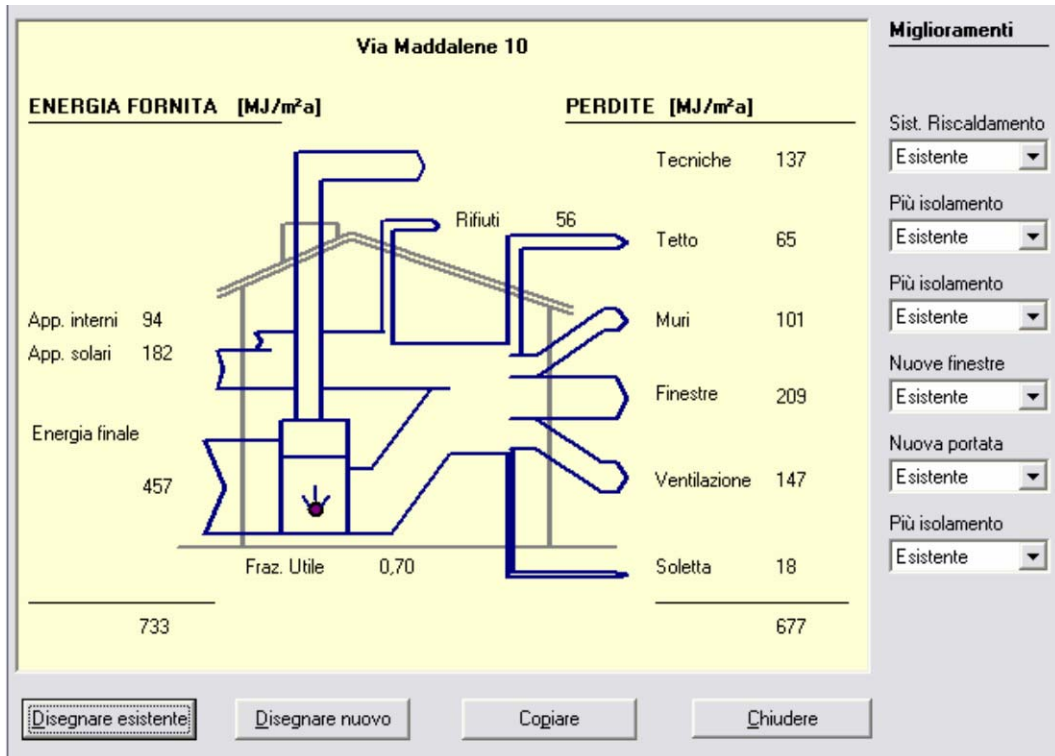 Via Maddalene 10
ENERGIA FORNITA [MJ/m²a]
PERDITE [MJ/m²a]
Tecniche 137
Rifiuti 56
Tetto 65
App. interni 94
App. solari 182
Muri 101
Finestre 209
Energia finale
457
Ventilazione 147
Fraz. Utile 0,70
Soletta 18
733
677
Miglioramenti
Sist. Riscaldamento
Esistente
Più isolamento
Esistente
Più isolamento
Esistente
Nuove finestre
Esistente
Nuova portata
Esistente
Più isolamento
Esistente
Disegnare esistente
Disegnare nuovo
Copiare
Chiudere